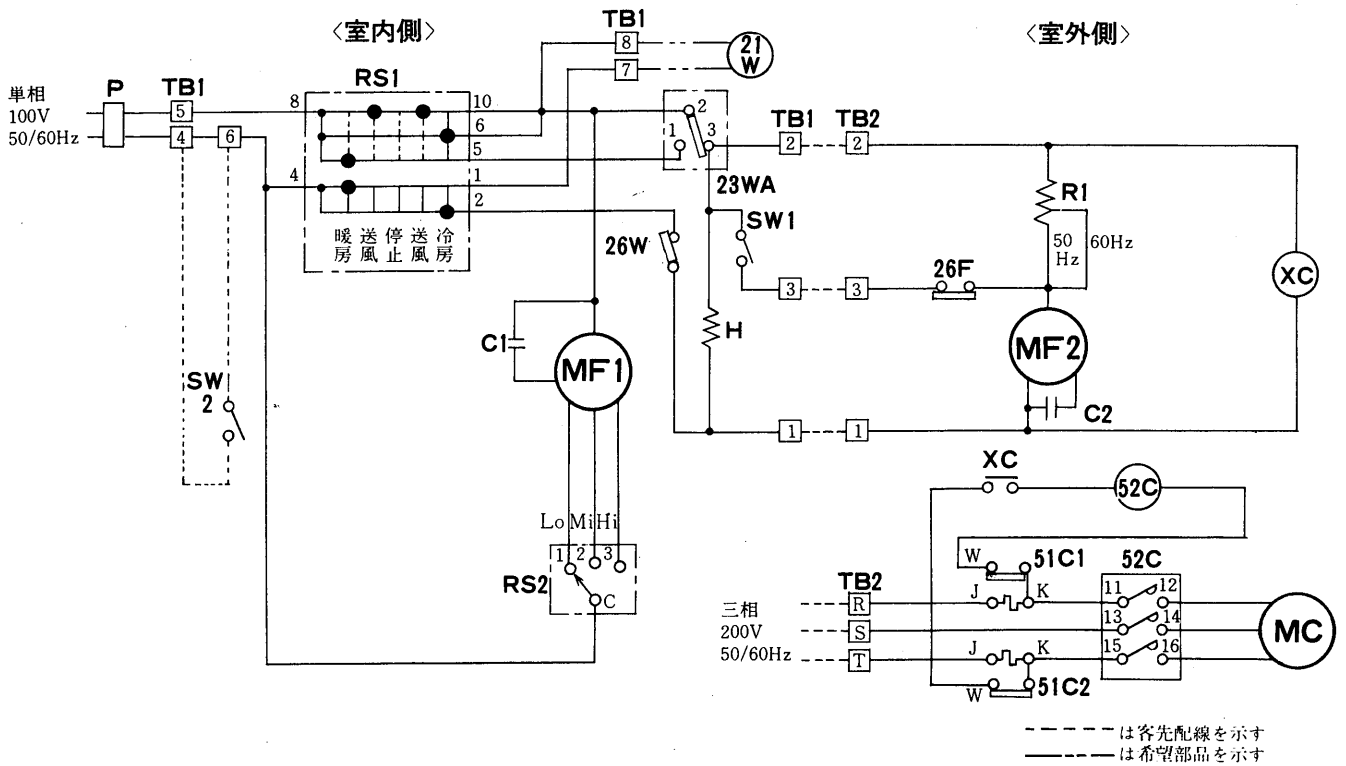 〈室内側〉
〈室外側〉
TB1
8
7
21
W
P
TB1
RS1
単相
100V
50/60Hz
5
4
6
8
4
10
6
5
1
2
暖房
送風
停止
送風
冷房
2
1
3
23WA
TB1
TB2
2
2
26W
SW1
R1
50
Hz
60Hz
26F
3
3
XC
H
C1
MF1
MF2
C2
SW
2
1
1
Lo
Mi
Hi
1
2
3
RS2
C
XC
52C
W
51C1
52C
TB2
三相
200V
50/60Hz
R
S
T
J
K
11
12
13
14
15
16
MC
J
K
W
51C2
は客先配線を示す
は希望部品を示す